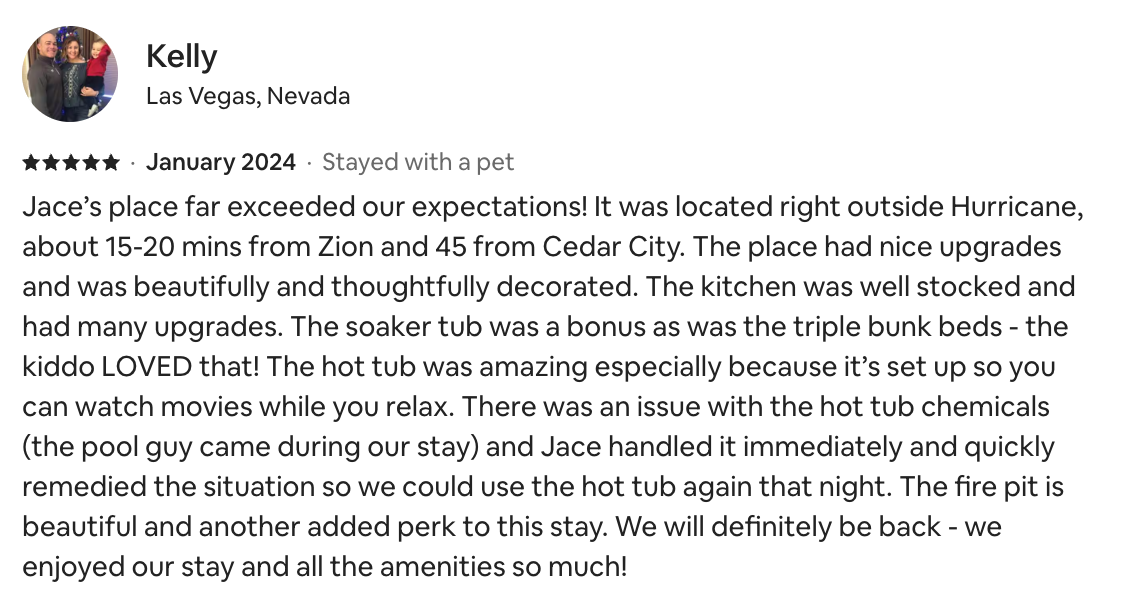 Kelly
Las Vegas, Nevada
★★★★★ · January 2024 · Stayed with a pet
Jace’s place far exceeded our expectations! It was located right outside Hurricane,
about 15-20 mins from Zion and 45 from Cedar City. The place had nice upgrades
and was beautifully and thoughtfully decorated. The kitchen was well stocked and
had many upgrades. The soaker tub was a bonus as was the triple bunk beds - the
kiddo LOVED that! The hot tub was amazing especially because it’s set up so you
can watch movies while you relax. There was an issue with the hot tub chemicals
(the pool guy came during our stay) and Jace handled it immediately and quickly
remedied the situation so we could use the hot tub again that night. The fire pit is
beautiful and another added perk to this stay. We will definitely be back - we
enjoyed our stay and all the amenities so much!